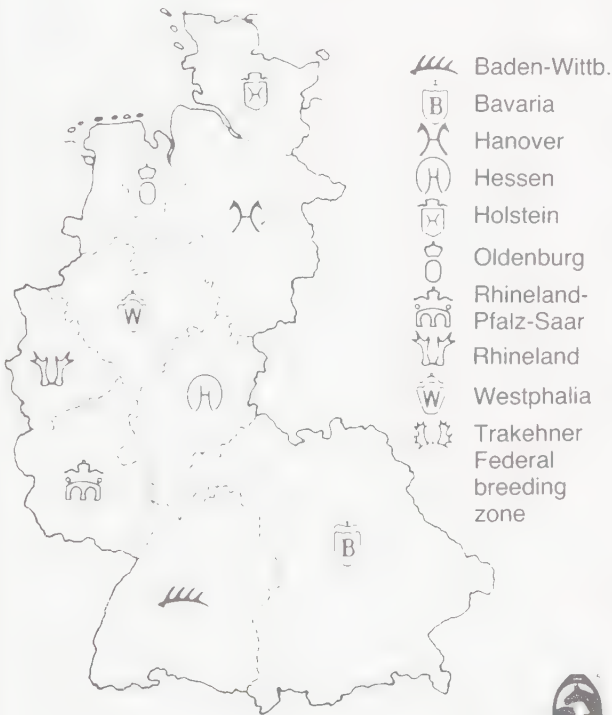 Baden-Wittb.
B
Bavaria
Hanover
H
Hessen
H
Holstein
Oldenburg
Rhineland-
Pfalz-Saar
Rhineland
W
Westphalia
Trakehner
Federal
breeding
zone
H
W
H
B